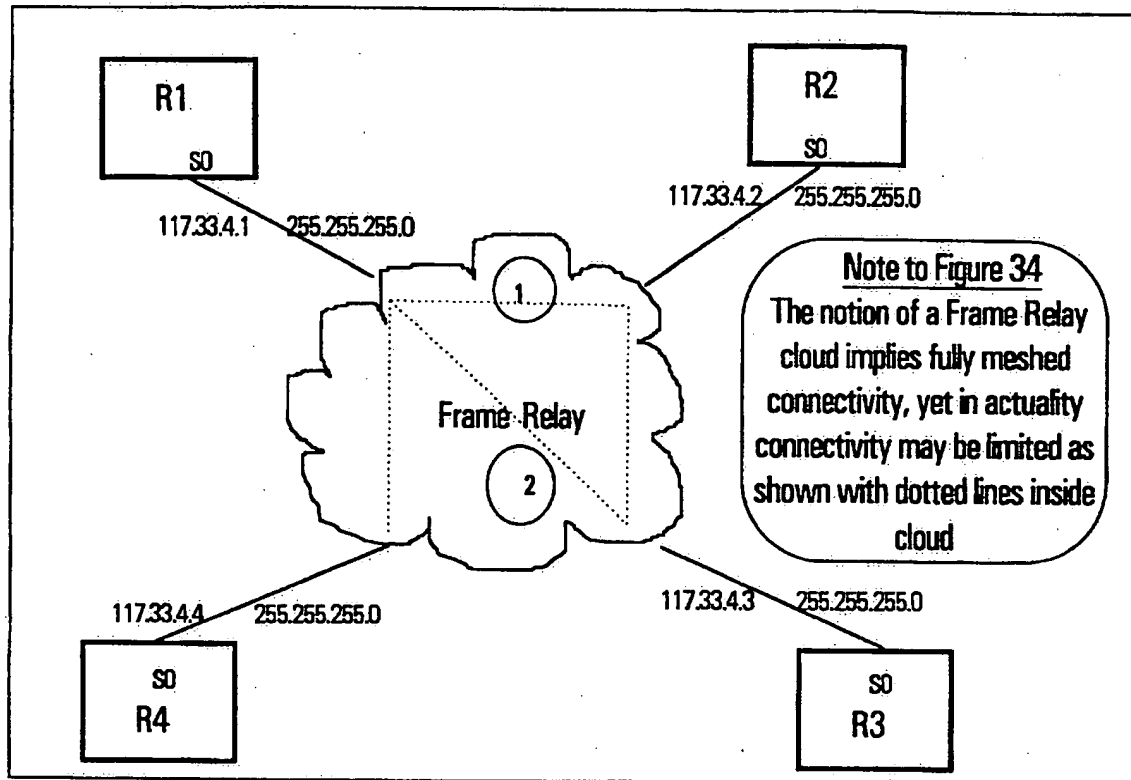 R1
S0
R2
S0
117.33.4.1 255.255.255.0
117.33.4.2 255.255.255.0
1
Note to Figure 34
The notion of a Frame Relay
cloud implies fully meshed
connectivity, yet in actuality
connectivity may be limited as
shown with dotted lines inside
cloud
Frame Relay
2
117.33.4.4 255.255.255.0
117.33.4.3 255.255.255.0
S0
R4
S0
R3